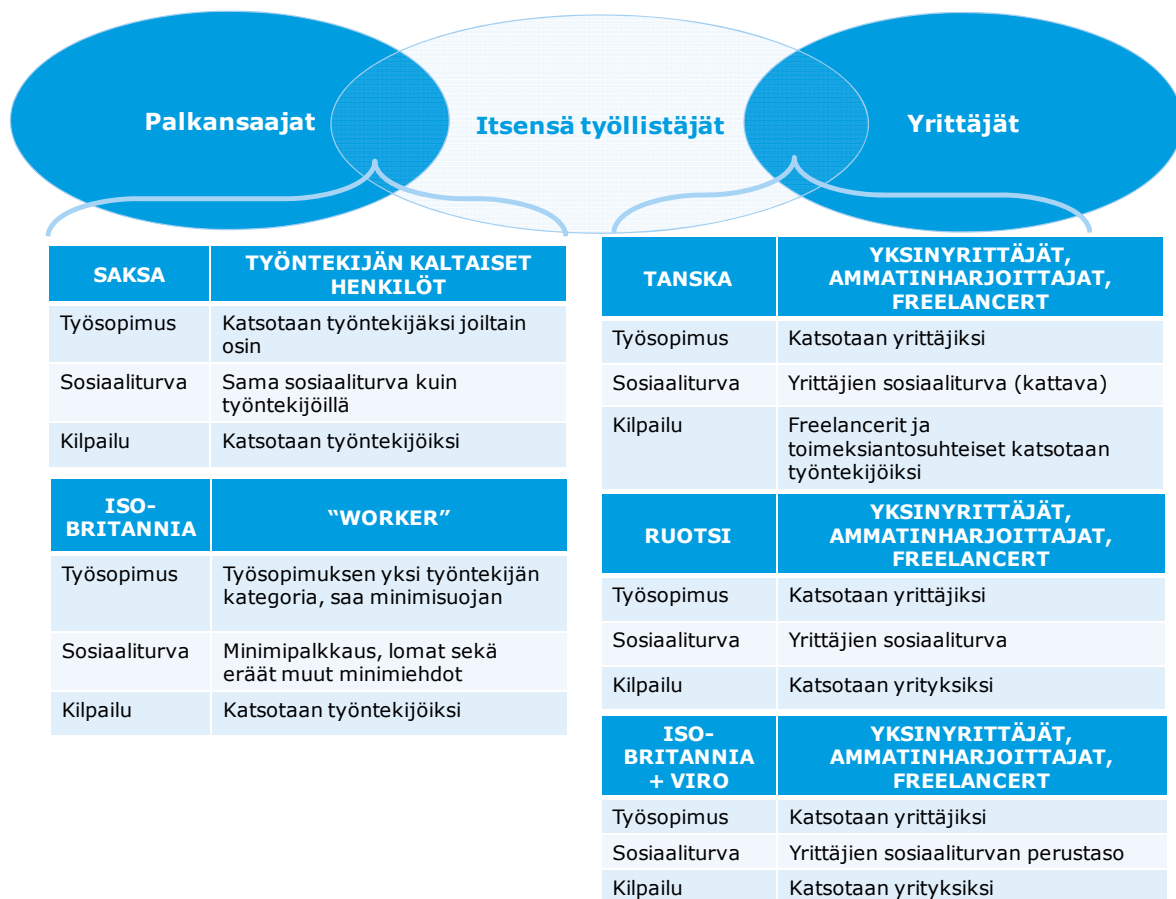 Palkansaajat
Itsensä työllistäjät
Yrittäjät
SAKSA
TYÖNTEKIJÄN KALTAISET
HENKILÖT
Työsopimus
Katsotaan työntekijäksi joiltain
osin
Sosiaaliturva
Sama sosiaaliturva kuin
työntekijöillä
Kilpailu
Katsotaan työntekijöiksi
ISO-
BRITANNIA
“WORKER”
Työsopimus
Työsopimuksen yksi työntekijän
kategoria, saa minimisuojan
Sosiaaliturva
Minimipalkkaus, lomat sekä
eräät muut minimiehdot
Kilpailu
Katsotaan työntekijöiksi
TANSKA
YKSINYRITTÄJÄT,
AMMATINHARJOITTAJAT,
FREELANCERT
Työsopimus
Katsotaan yrittäjiksi
Sosiaaliturva
Yrittäjien sosiaaliturva (kattava)
Kilpailu
Freelancerit ja
toimeksiantosuhteiset katsotaan
työntekijöiksi
RUOTSI
YKSINYRITTÄJÄT,
AMMATINHARJOITTAJAT,
FREELANCERT
Työsopimus
Katsotaan yrittäjiksi
Sosiaaliturva
Yrittäjien sosiaaliturva
Kilpailu
Katsotaan yrityksiksi
ISO-
BRITANNIA
+ VIRO
YKSINYRITTÄJÄT,
AMMATINHARJOITTAJAT,
FREELANCERT
Työsopimus
Katsotaan yrittäjiksi
Sosiaaliturva
Yrittäjien sosiaaliturvan perustaso
Kilpailu
Katsotaan yrityksiksi